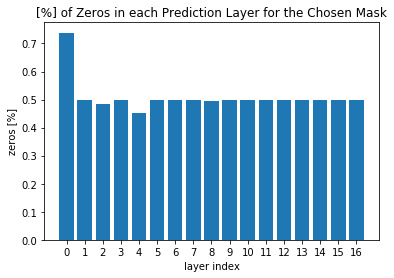 [%] of Zeros in each Prediction Layer for the Chosen Mask
zeros [%]
0.7
0.6
0.5
0.4
0.3
0.2
0.1
0.0
0 1 2 3 4 5 6 7 8 9 10 11 12 13 14 15 16
layer index